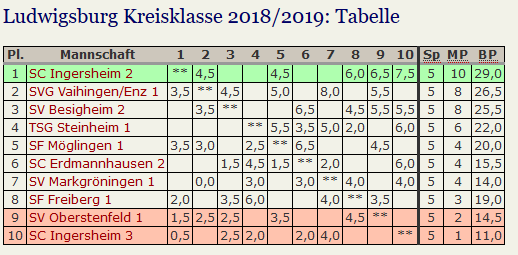 Ludwigsburg Kreisklasse 2018/2019: Tabelle
Pl. Mannschaft 1 2 3 4 5 6 7 8 9 10 Sp MP BP
1 SC Ingersheim 2 ** 4,5 4,5 6,0 6,5 7,5 5 10 29,0
2 SVG Vaihingen/Enz 1 3,5 ** 4,5 5,0 8,0 5,5 5 8 26,5
3 SV Besigheim 2 3,5 ** 6,5 4,5 5,5 5,5 5 8 25,5
4 TSG Steinheim 1 ** 5,5 3,5 5,0 2,0 6,0 5 6 22,0
5 SF Möglingen 1 3,5 3,0 2,5 ** 6,5 4,5 5 4 20,0
6 SC Erdmannhausen 2 1,5 4,5 1,5 ** 2,0 6,0 5 4 15,5
7 SV Markgröningen 1 0,0 3,0 6,0 ** 4,0 4,0 5 4 14,0
8 SF Freiberg 1 2,0 3,5 6,0 4,0 ** 3,5 5 3 19,0
9 SV Oberstenfeld 1 1,5 2,5 2,5 3,5 4,5 ** 5 2 14,5
10 SC Ingersheim 3 0,5 2,5 2,0 2,0 4,0 ** 5 1 11,0